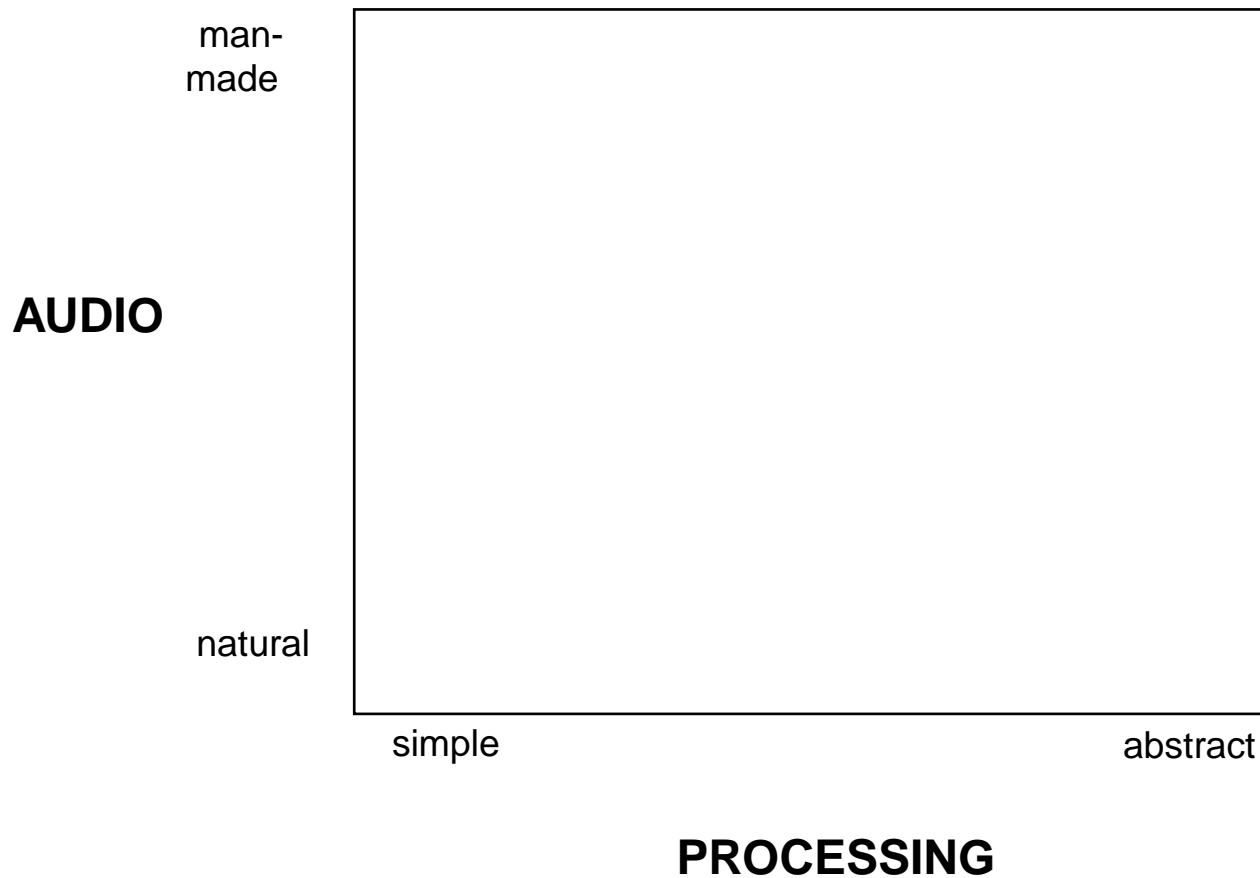 man-
made
AUDIO
natural
simple
abstract
PROCESSING